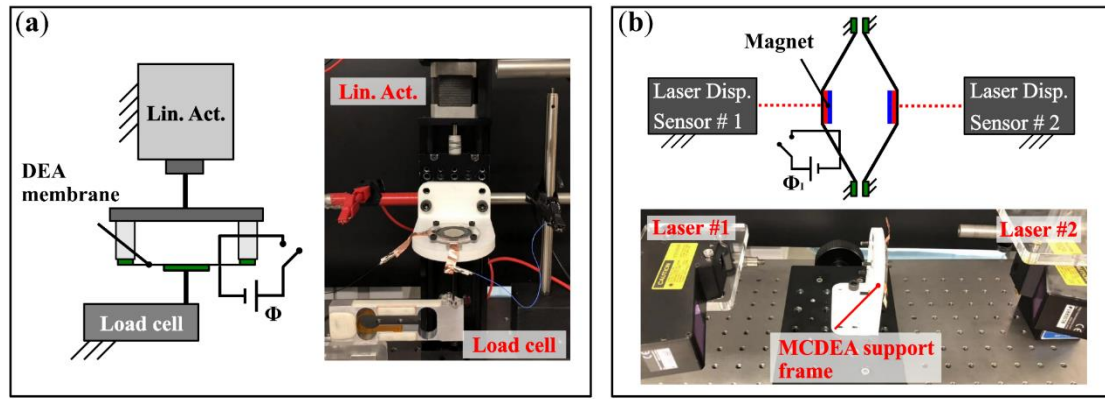 (a)
Lin. Act.
DEA
membrane
Load cell
Φ
Lin. Act.
Load cell
(b)
Magnet
Laser Disp.
Sensor # 1
Laser Disp.
Sensor # 2
Φ₁
Laser #1
Laser #2
MCDEA support
frame